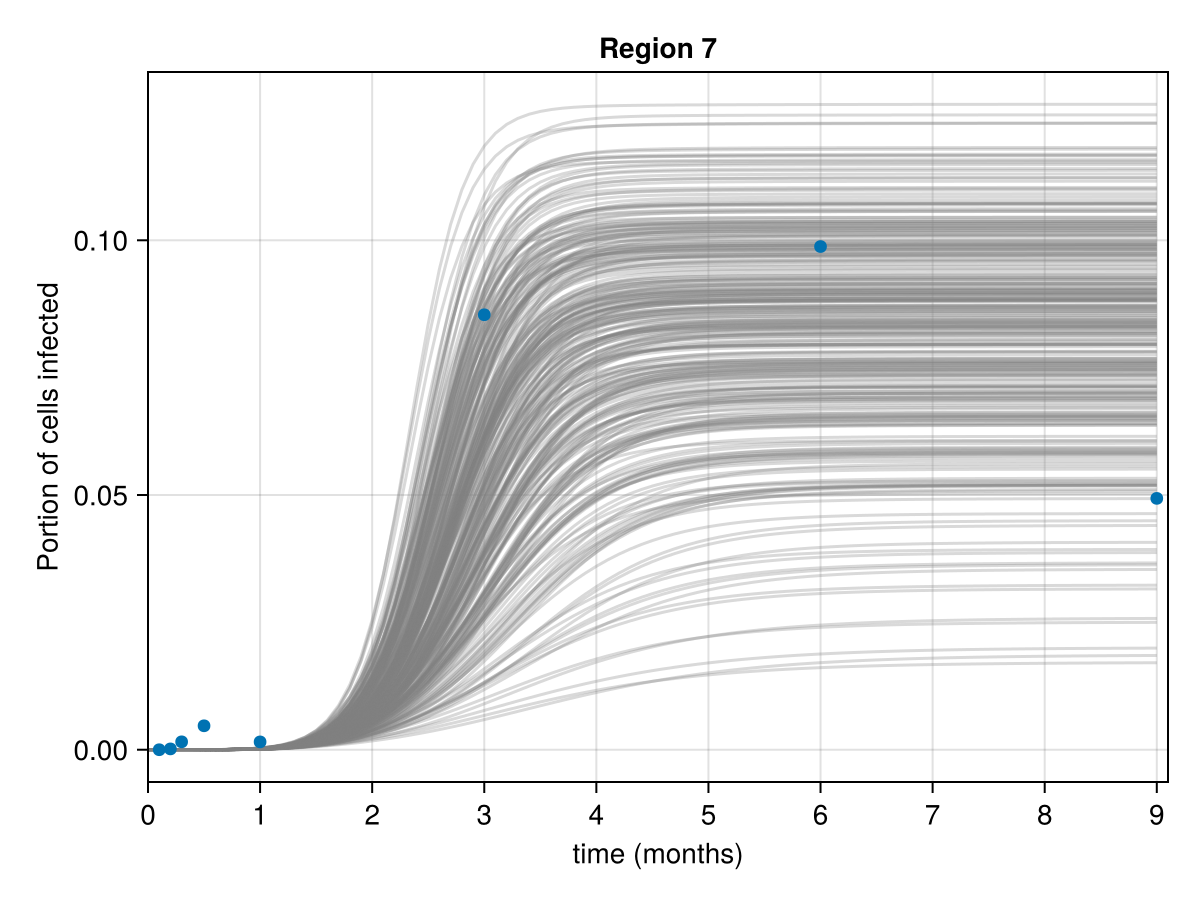 Region 7
Portion of cells infected
0.10
0.05
0.00
0 1 2 3 4 5 6 7 8 9
time (months)